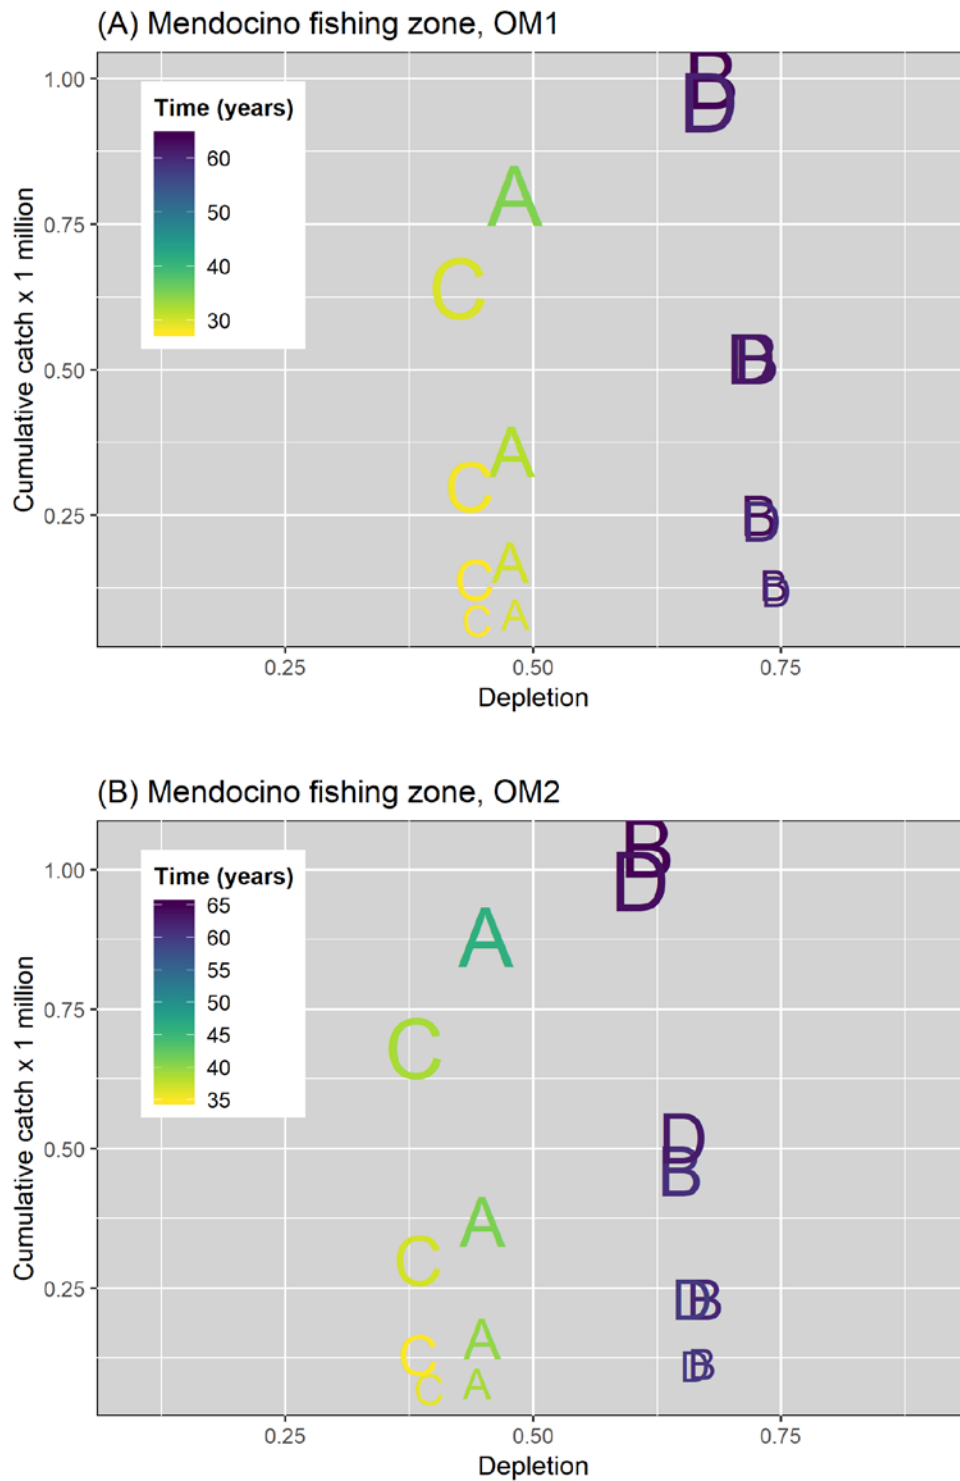 (A) Mendocino fishing zone, OM1
Cumulative catch x 1 million
1.00
0.75
0.50
0.25
Time (years)
60
50
40
30
B
D
A
C
D B
A
C
B
D
A
C
B
D
A
C
0.25 0.50 0.75
Depletion
(B) Mendocino fishing zone, OM2
Cumulative catch x 1 million
1.00
0.75
0.50
0.25
Time (years)
65
60
55
50
45
40
35
B
D
A
C
D
B
A
C
D B
A
C
D B
A
C
0.25 0.50 0.75
Depletion